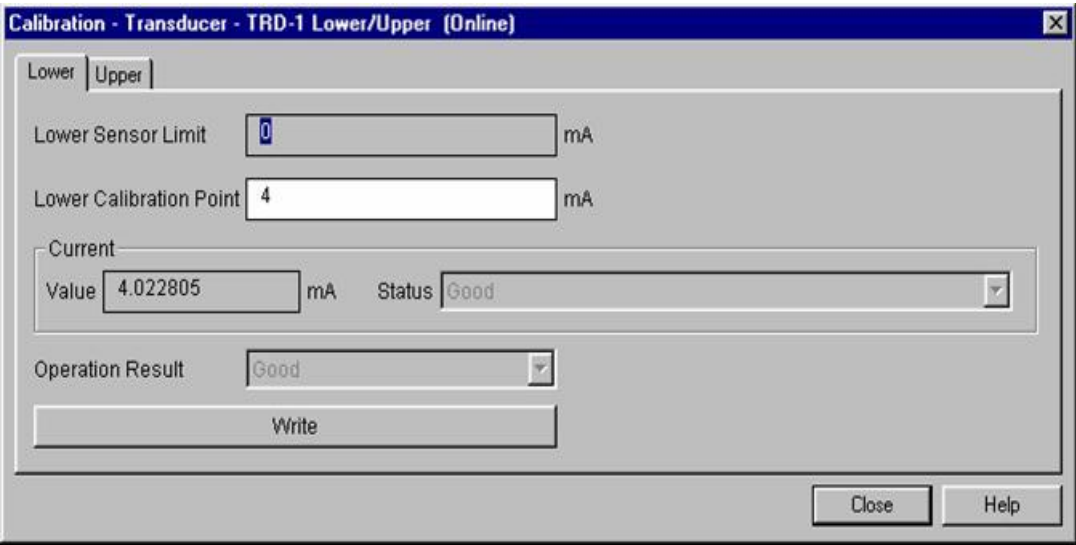 Calibration - Transducer - TRD-1 Lower/Upper (Online)
Lower Upper
Lower Sensor Limit 0 mA
Lower Calibration Point 4 mA
Current
Value 4.022805 mA Status Good
Operation Result Good
Write
Close Help